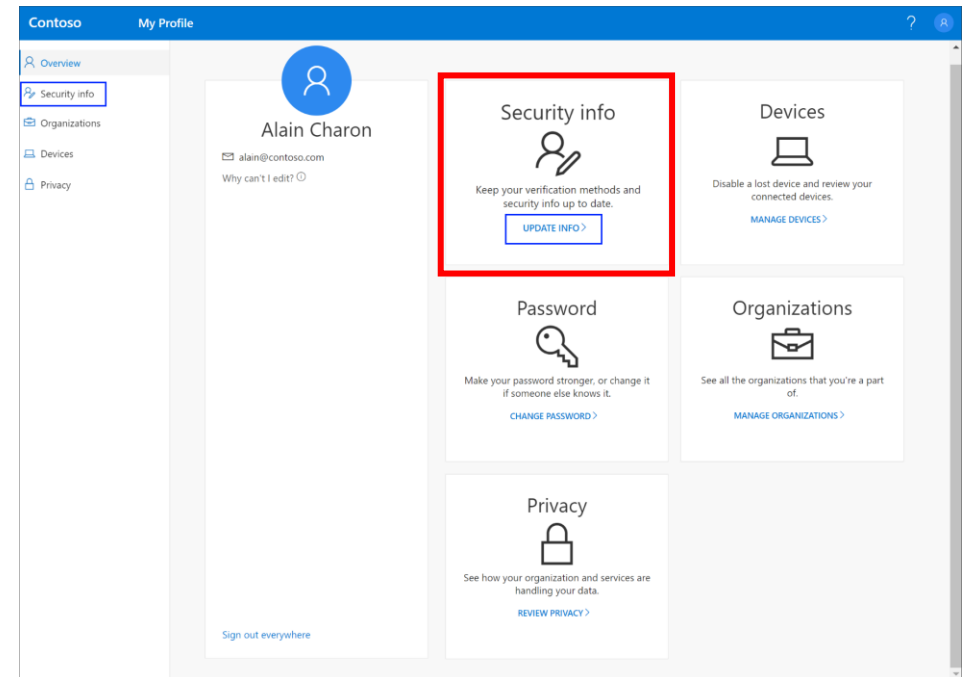 Contoso
My Profile
?
Overview
Security info
Organizations
Devices
Privacy
Alain Charon
alain@contoso.com
Why can't I edit?
Sign out everywhere
Security info
Keep your verification methods and
security info up to date.
UPDATE INFO
Devices
Disable a lost device and review your
connected devices.
MANAGE DEVICES
Password
Make your password stronger, or change it
if someone else knows it.
CHANGE PASSWORD
Organizations
See all the organizations that you're a part
of.
MANAGE ORGANIZATIONS
Privacy
See how your organization and services are
handling your data.
REVIEW PRIVACY